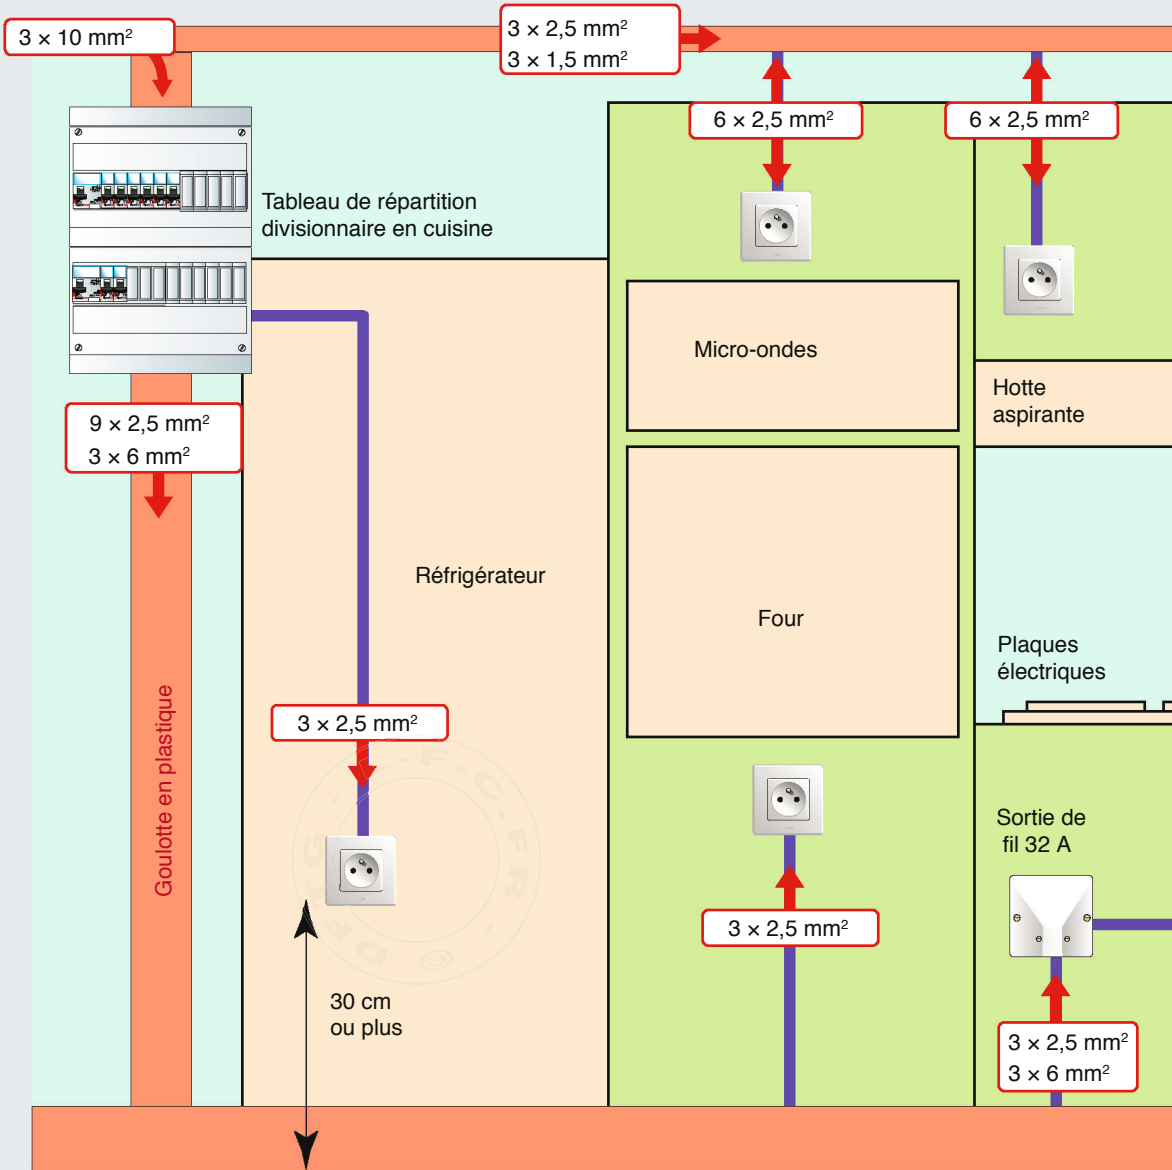 3 × 10 mm²
3 × 2,5 mm²
3 × 1,5 mm²
6 × 2,5 mm²
6 × 2,5 mm²
Tableau de répartition
divisionnaire en cuisine
Micro-ondes
Hotte
aspirante
9 × 2,5 mm²
3 × 6 mm²
Réfrigérateur
Four
Plaques
électriques
Goulotte en plastique
3 × 2,5 mm²
Sortie de
fil 32 A
3 × 2,5 mm²
30 cm
ou plus
3 × 2,5 mm²
3 × 6 mm²